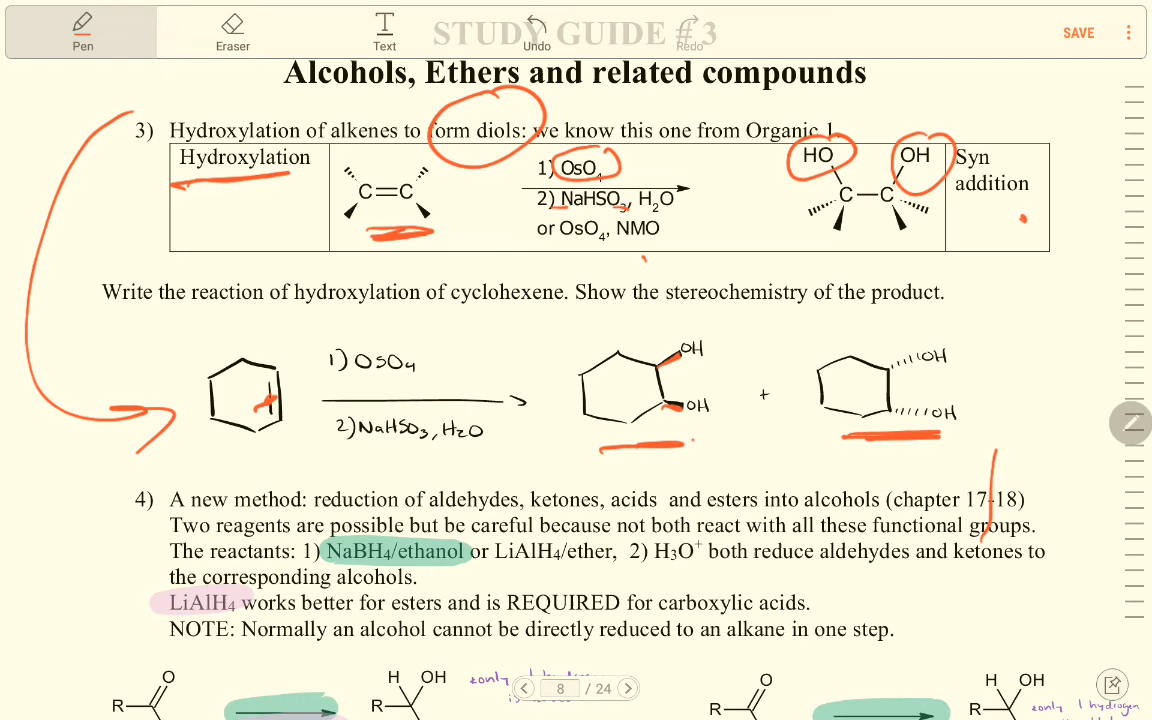 Pen Eraser Text Undo Redo SAVE
STUDY GUIDE # 3
Alcohols, Ethers and related compounds
3) Hydroxylation of alkenes to form diols: we know this one from Organic 1.
Hydroxylation
C=C
1) OsO4
2) NaHSO3, H2O
or OsO4, NMO
HO OH
C-C
Syn
addition
Write the reaction of hydroxylation of cyclohexene. Show the stereochemistry of the product.
1) OsO4
2) NaHSO3, H2O
OH
OH
+
OH
OH
4) A new method: reduction of aldehydes, ketones, acids and esters into alcohols (chapter 17-18)
Two reagents are possible but be careful because not both react with all these functional groups.
The reactants: 1) NaBH4/ethanol or LiAlH4/ether, 2) H3O+ both reduce aldehydes and ketones to
the corresponding alcohols.
LiAlH4 works better for esters and is REQUIRED for carboxylic acids.
NOTE: Normally an alcohol cannot be directly reduced to an alkane in one step.
O
R
H OH
R
only 1
8 / 24
O
R
H OH
R
only 1 hydrogen